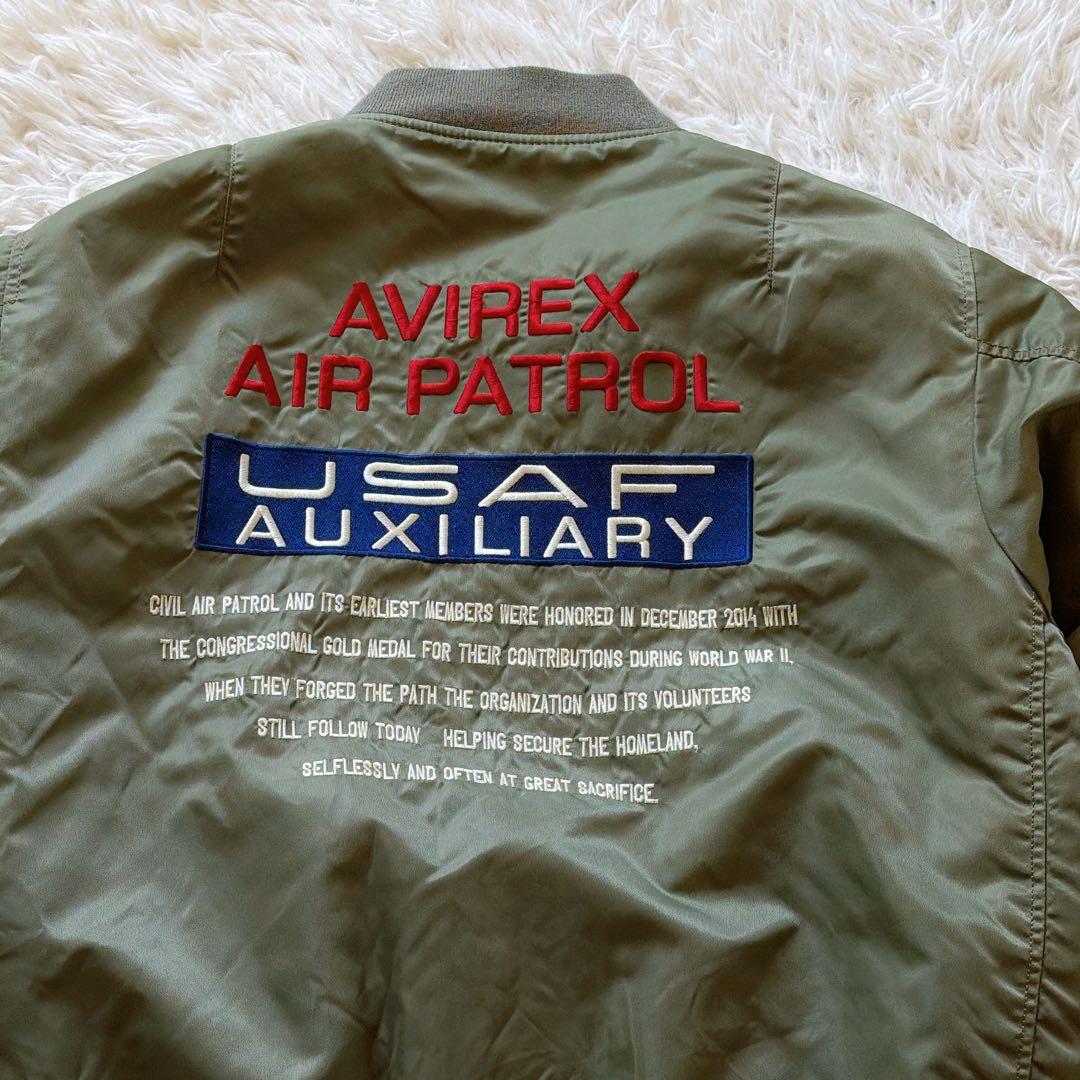 AVIREX
AIR PATROL
USAF
AUXILIARY
CIVIL AIR PATROL AND ITS EARLIEST MEMBERS WERE HONORED IN DECEMBER 2014 WITH
THE CONGRESSIONAL GOLD MEDAL FOR THEIR CONTRIBUTIONS DURING WORLD WAR II,
WHEN THEY FORGED THE PATH THE ORGANIZATION AND ITS VOLUNTEERS
STILL FOLLOW TODAY HELPING SECURE THE HOMELAND,
SELFLESSLY AND OFTEN AT GREAT SACRIFICE.